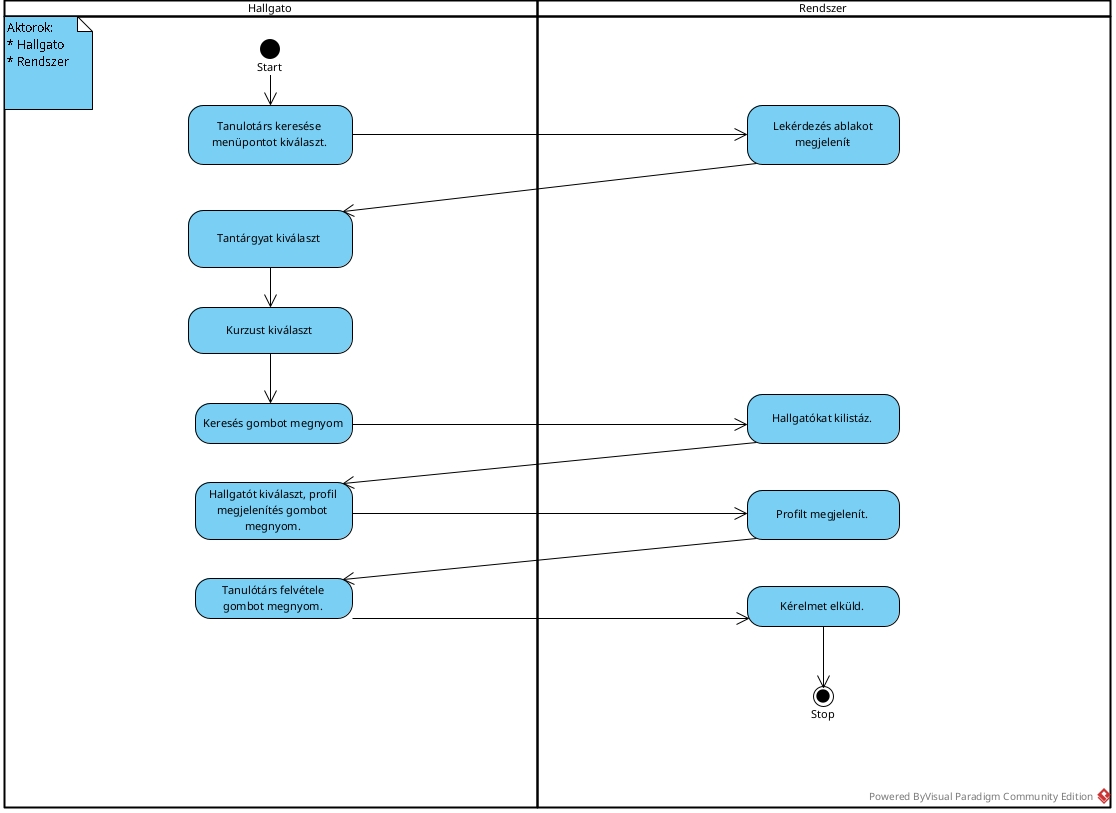 Hallgato
Rendszer
Aktorok:
* Hallgato
* Rendszer
Start
Tanulotárs keresése
menüpontot kiválaszt.
Lekérdezés ablakot
megjelenít
Tantárgyat kiválaszt
Kurzust kiválaszt
Keresés gombot megnyom
Hallgatókat kilistáz.
Hallgatót kiválaszt, profil
megjelenítés gombot
megnyom.
Profilt megjelenít.
Tanulótárs felvétele
gombot megnyom.
Kérelmet elküld.
Stop
Powered ByVisual Paradigm Community Edition